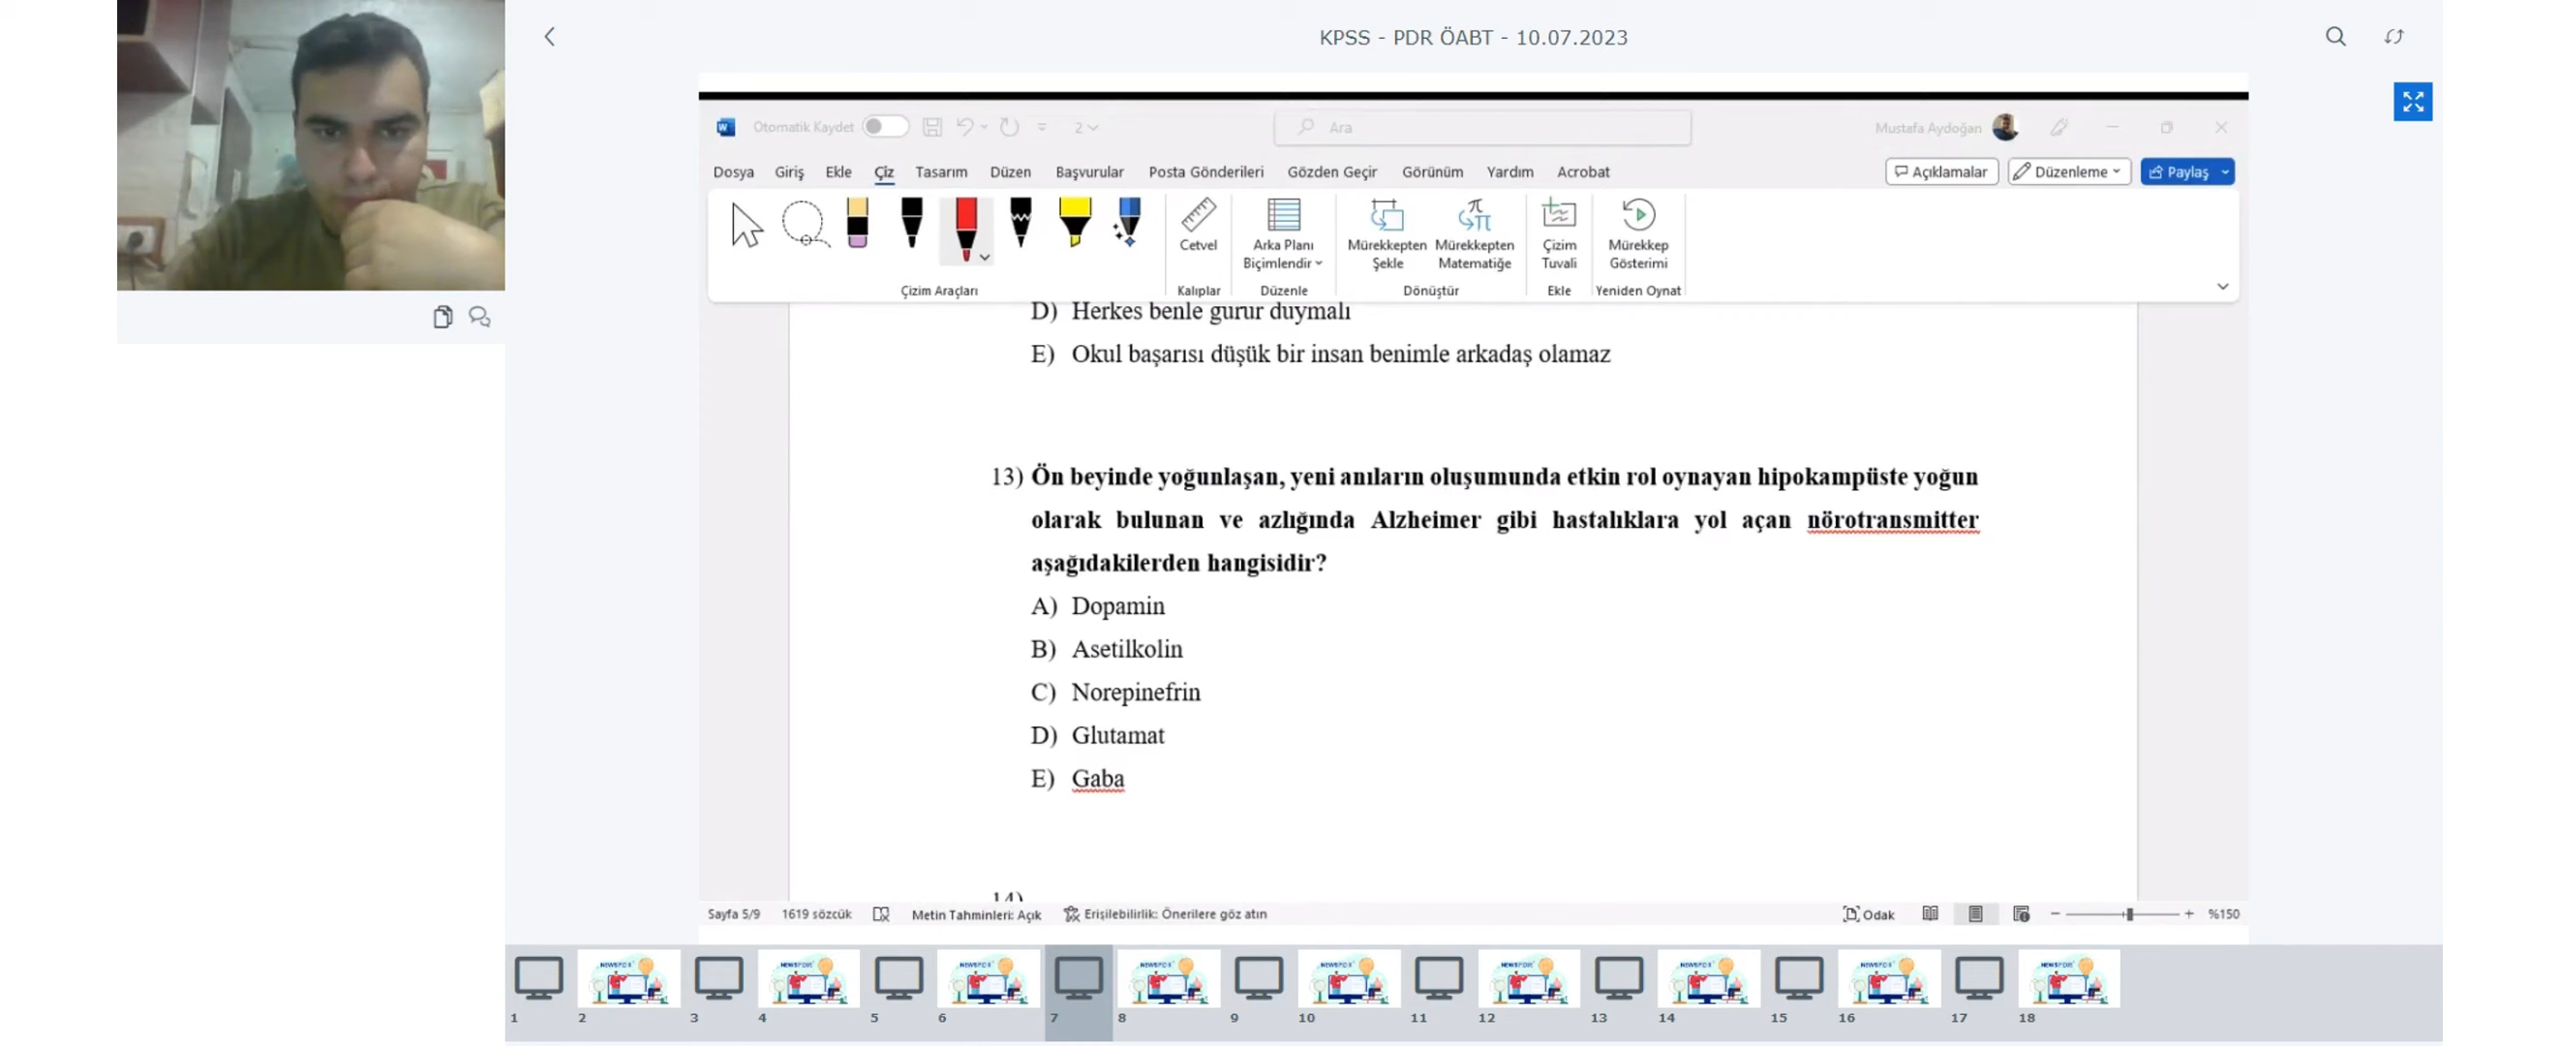 KPSS - PDR ÖABT - 10.07.2023
Otomatik Kaydet
2
Ara
Mustafa Aydoğan
Dosya Giriş Ekle Çiz Tasarım Düzen Başvurular Posta Gönderileri Gözden Geçir Görünüm Yardım Acrobat
Açıklamalar Düzenleme Paylaş
Cetvel Arka Planı Biçimlendir Mürekkepten Şekle Mürekkepten Matematiğe Çizim Tuvali Mürekkep Gösterimi
Çizim Araçları Kalıplar Düzenle Dönüştür Ekle Yeniden Oynat
D) Herkes benle gurur duymalı
E) Okul başarısı düşük bir insan benimle arkadaş olamaz
13) Ön beyinde yoğunlaşan, yeni anıların oluşumunda etkin rol oynayan hipokampüste yoğun
olarak bulunan ve azlığında Alzheimer gibi hastalıklara yol açan nörotransmitter
aşağıdakilerden hangisidir?
A) Dopamin
B) Asetilkolin
C) Norepinefrin
D) Glutamat
E) Gaba
14)
Sayfa 5/9 1619 sözcük Metin Tahminleri: Açık Erişilebilirlik: Önerilere göz atın Odak %150
1 2 3 4 5 6 7 8 9 10 11 12 13 14 15 16 17 18